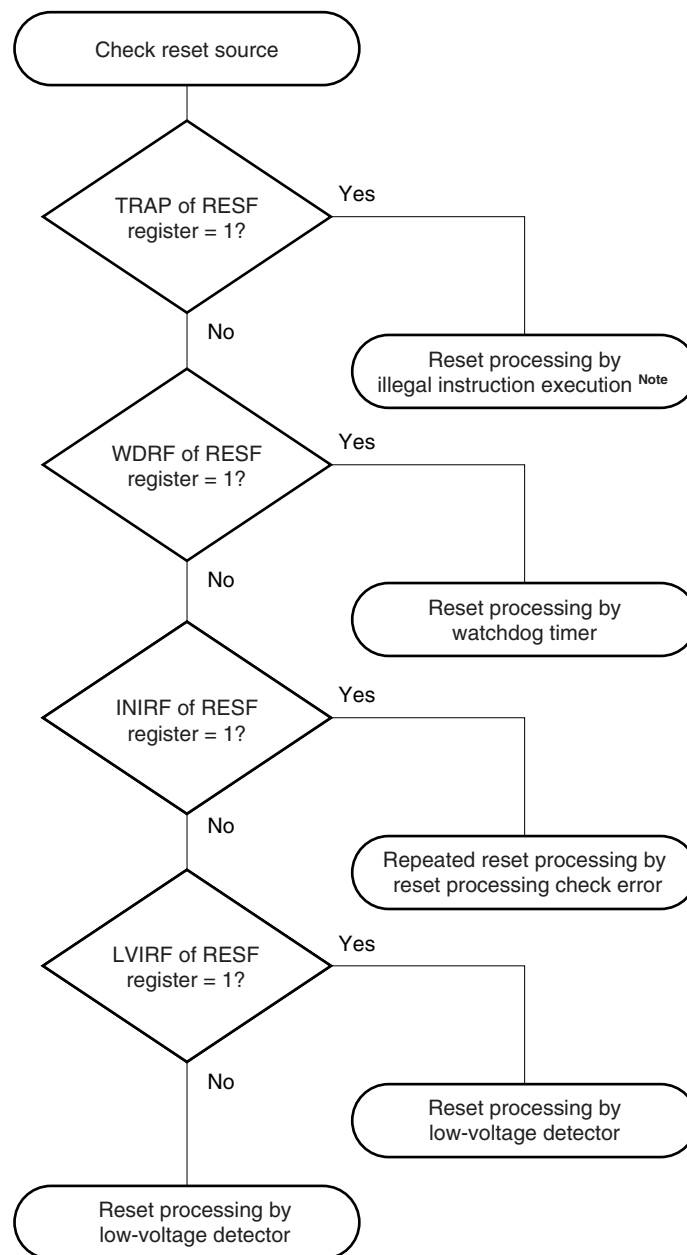 Check reset source
TRAP of RESF
register = 1?
Yes
No
Reset processing by
illegal instruction execution Note
WDRF of RESF
register = 1?
Yes
No
Reset processing by
watchdog timer
INIRF of RESF
register = 1?
Yes
No
Repeated reset processing by
reset processing check error
LVIRF of RESF
register = 1?
Yes
No
Reset processing by
low-voltage detector
Reset processing by
low-voltage detector